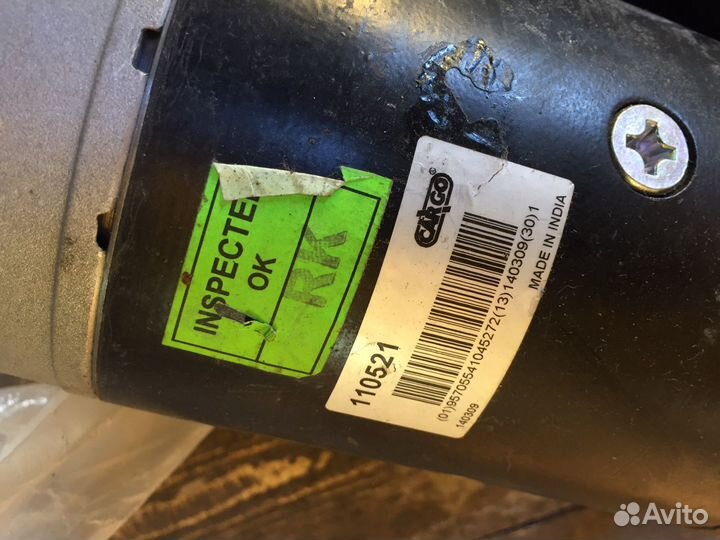 INSPECTED
OK
RK
CARGO
(01)95705541045272(13)140309(30)1
MADE IN INDIA
110521
140309
Avito